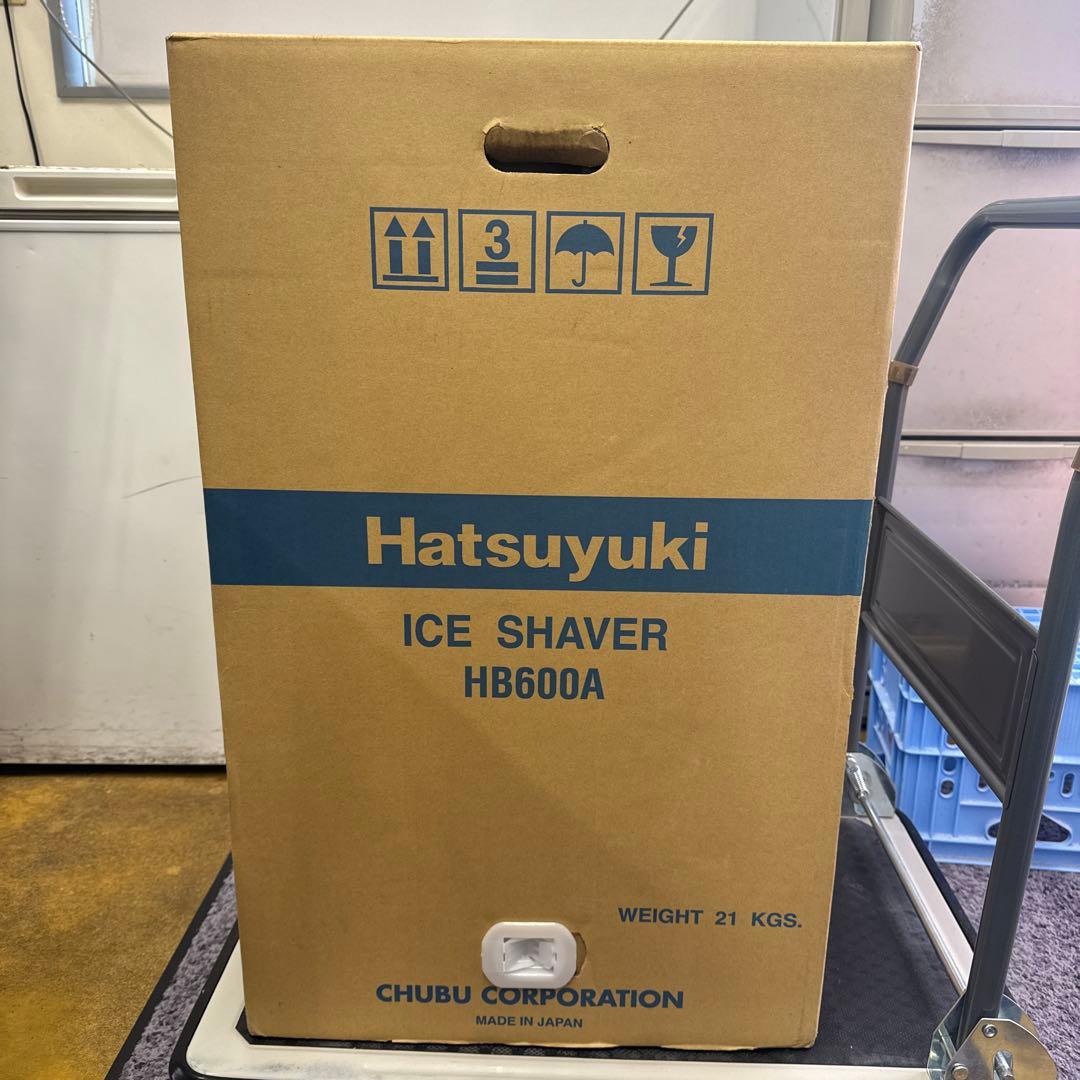 3
Hatsuyuki
ICE SHAVER
HB600A
WEIGHT 21 KGS.
CHUBU CORPORATION
MADE IN JAPAN